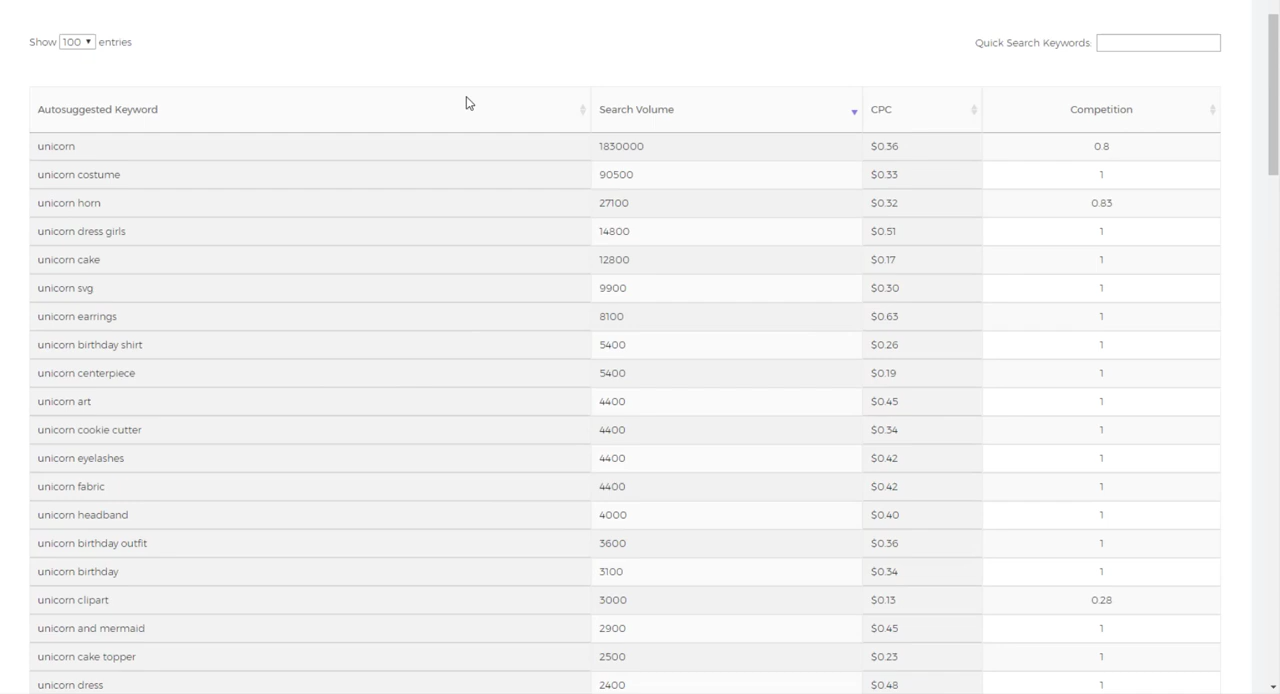 Show 100 entries Quick Search Keywords:
Autosuggested Keyword Search Volume CPC Competition
unicorn 1830000 $0.36 0.8
unicorn costume 90500 $0.33 1
unicorn horn 27100 $0.32 0.83
unicorn dress girls 14800 $0.51 1
unicorn cake 12800 $0.17 1
unicorn svg 9900 $0.30 1
unicorn earrings 8100 $0.63 1
unicorn birthday shirt 5400 $0.26 1
unicorn centerpiece 5400 $0.19 1
unicorn art 4400 $0.45 1
unicorn cookie cutter 4400 $0.34 1
unicorn eyelashes 4400 $0.42 1
unicorn fabric 4400 $0.42 1
unicorn headband 4000 $0.40 1
unicorn birthday outfit 3600 $0.36 1
unicorn birthday 3100 $0.34 1
unicorn clipart 3000 $0.13 0.28
unicorn and mermaid 2900 $0.45 1
unicorn cake topper 2500 $0.23 1
unicorn dress 2400 $0.48 1